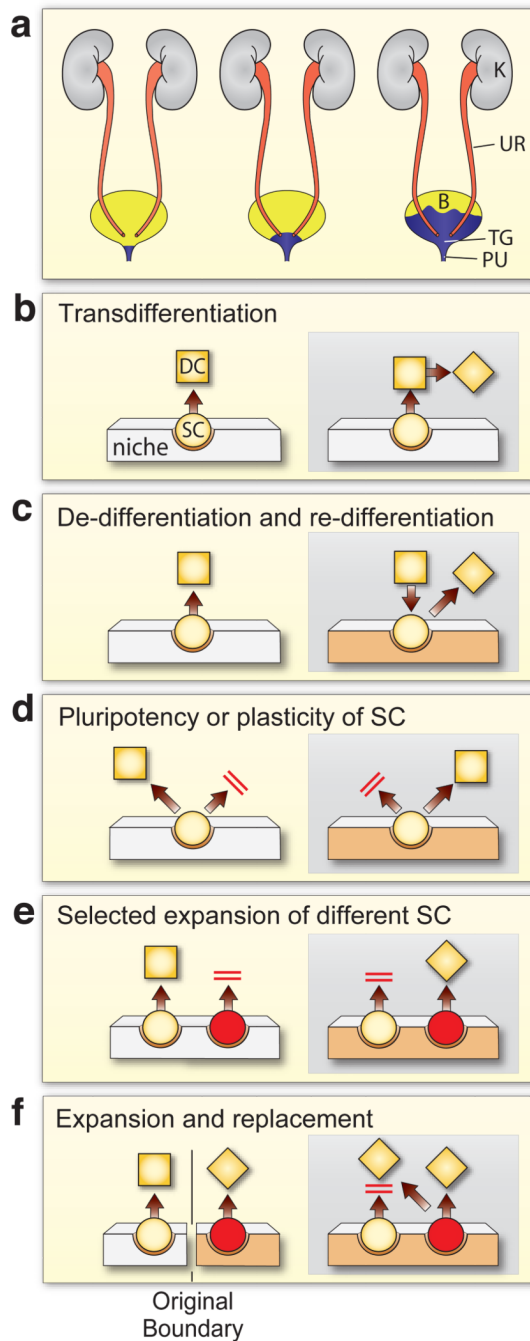 a
K
UR
B
TG
PU
b Transdifferentiation
DC
SC
niche
c De-differentiation and re-differentiation
d Pluripotency or plasticity of SC
e Selected expansion of different SC
f Expansion and replacement
Original
Boundary